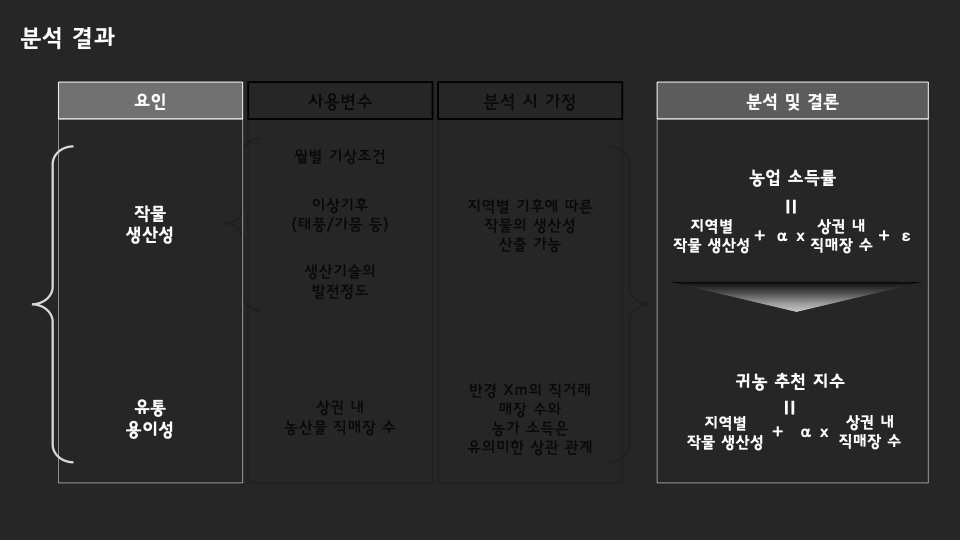 분석 결과
요인
사용변수
분석 시 가정
분석 및 결론
작물
생산성
월별 기상조건
이상기후
(태풍/가뭄 등)
생산기술의
발전정도
지역별 기후에 따른
작물의 생산성
산출 가능
유통
용이성
상권 내
농산물 직매장 수
반경 Xm의 직거래
매장 수와
농가 소득은
유의미한 상관 관계
농업 소득률
=
지역별
작물 생산성
+ α x
상권 내
직매장 수
+ ε
귀농 추천 지수
=
지역별
작물 생산성
+ α x
상권 내
직매장 수